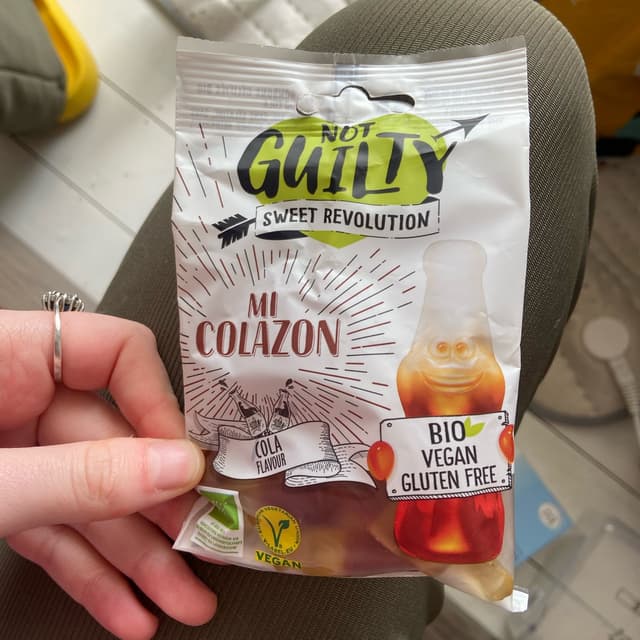 NOT
GUILTY
SWEET REVOLUTION
MI
COLAZON
COLA
FLAVOUR
BIO
VEGAN
GLUTEN FREE
VEGAN